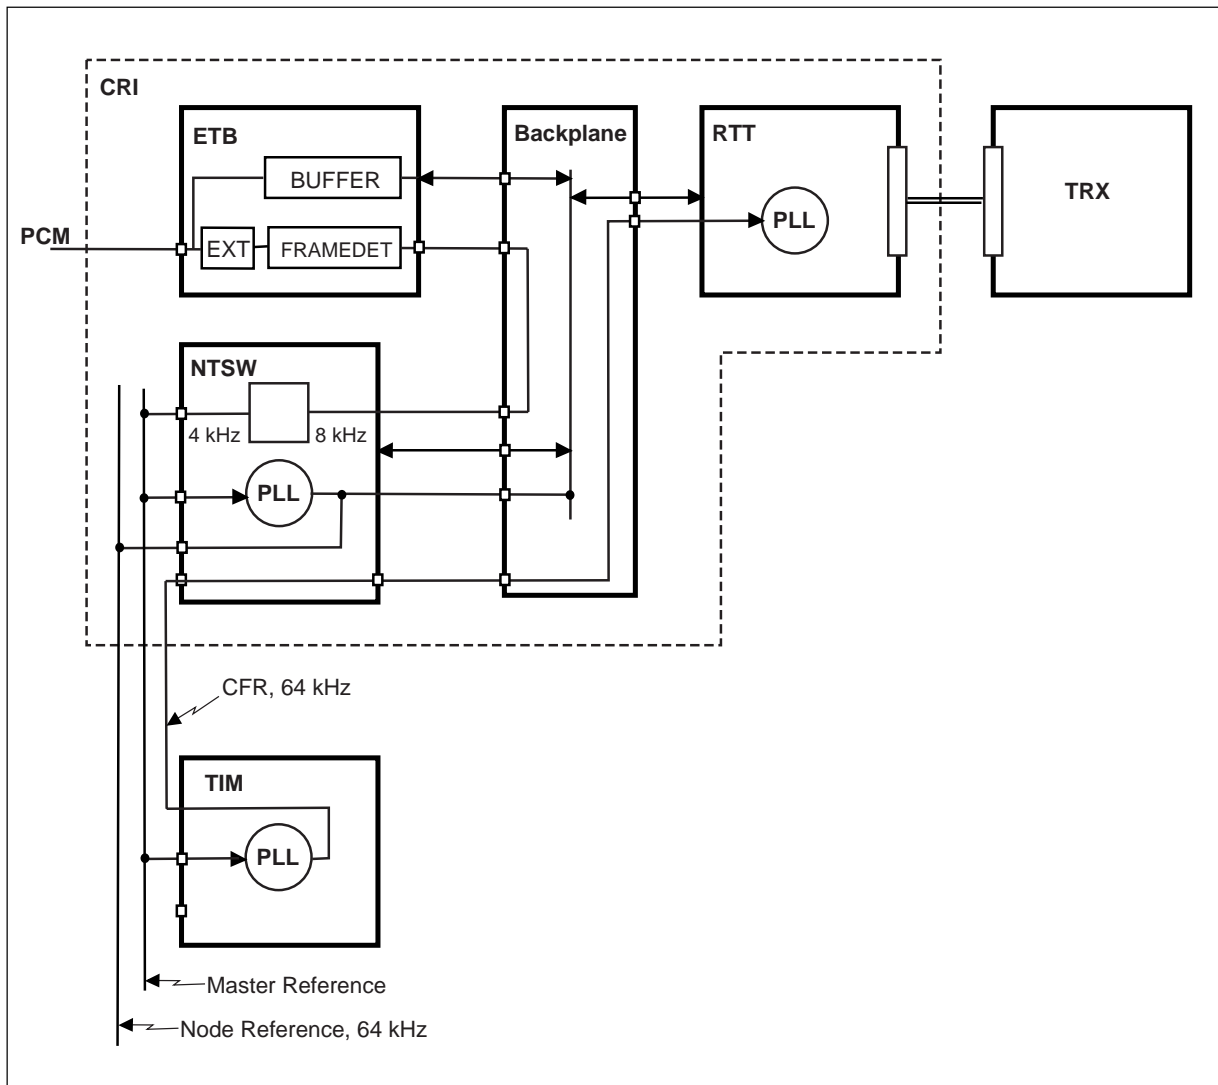 CRI
ETB
Backplane
RTT
TRX
BUFFER
PLL
PCM
EXT
FRAMEDET
NTSW
4 kHz
8 kHz
PLL
CFR, 64 kHz
TIM
PLL
Master Reference
Node Reference, 64 kHz